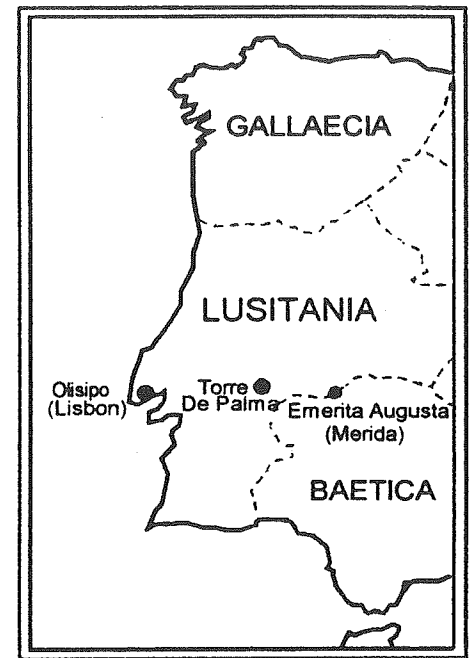 GALLAECIA
LUSITANIA
Olisipo
(Lisbon)
Torre
De Palma
Emerita Augusta
(Merida)
BAETICA